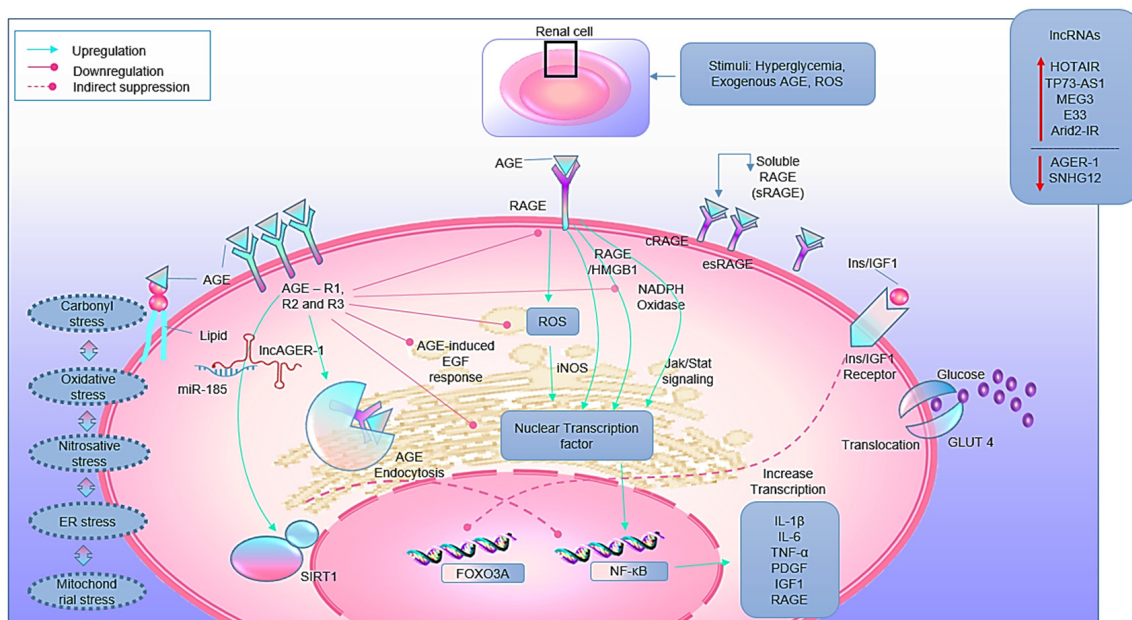 Upregulation
Downregulation
Indirect suppression
Renal cell
Stimuli: Hyperglycemia,
Exogenous AGE, ROS
lncRNAs
HOTAIR
TP73-AS1
MEG3
E33
Arid2-IR
AGER-1
SNHG12
AGE
RAGE
Soluble
RAGE
(sRAGE)
cRAGE
esRAGE
RAGE
/HMGB1
NADPH
Oxidase
Ins/IGF1
Ins/IGF1
Receptor
AGE
AGE – R1,
R2 and R3
Lipid
lncAGER-1
miR-185
ROS
AGE-induced
EGF
response
iNOS
Jak/Stat
signaling
Glucose
Translocation
GLUT 4
Carbonyl
stress
Oxidative
stress
Nitrosative
stress
ER stress
Mitochond
rial stress
Nuclear Transcription
factor
AGE
Endocytosis
Increase
Transcription
IL-1β
IL-6
TNF-α
PDGF
IGF1
RAGE
SIRT1
FOXO3A
NF-κB